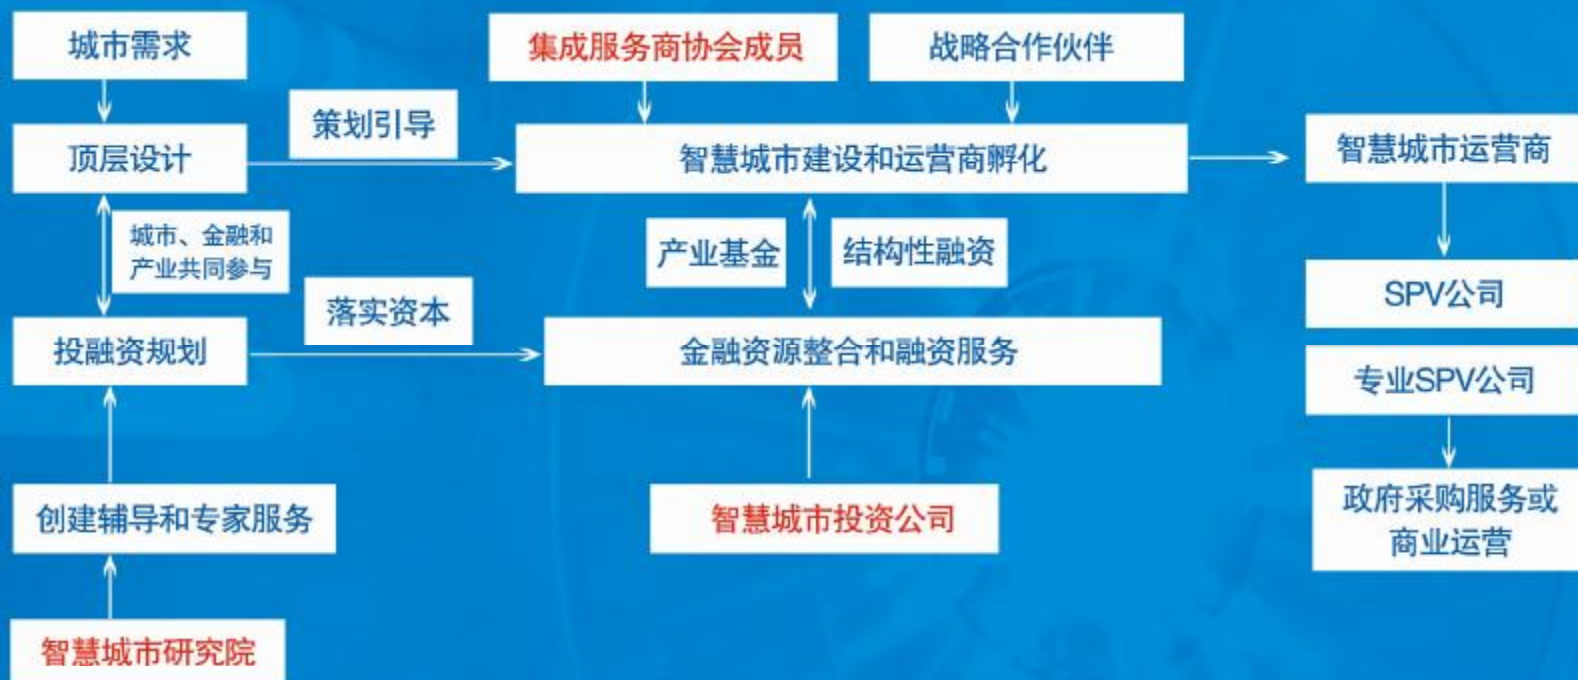 城市需求
集成服务商协会成员
战略合作伙伴
策划引导
顶层设计
智慧城市建设和运营商孵化
智慧城市运营商
城市、金融和
产业共同参与
产业基金
结构性融资
SPV公司
落实资本
投融资规划
金融资源整合和融资服务
专业SPV公司
创建辅导和专家服务
智慧城市投资公司
政府采购服务或
商业运营
智慧城市研究院